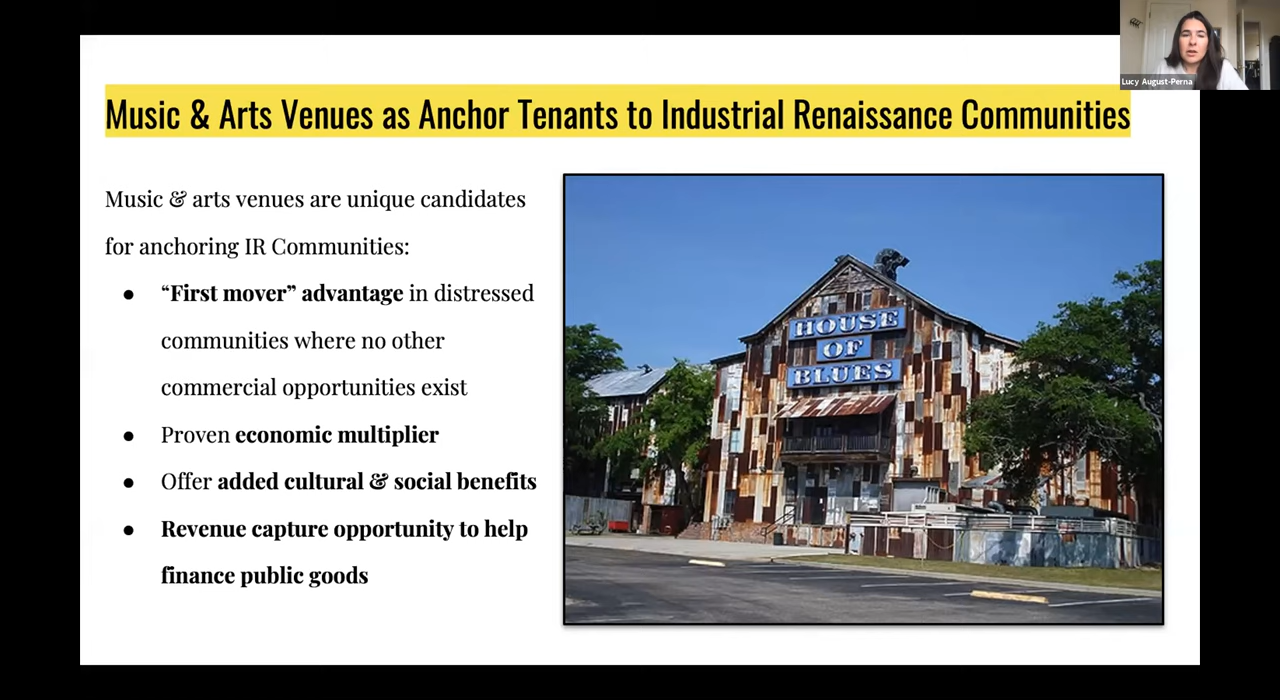 Lucy August-Perna
Music & Arts Venues as Anchor Tenants to Industrial Renaissance Communities
Music & arts venues are unique candidates
for anchoring IR Communities:
● “First mover” advantage in distressed
communities where no other
commercial opportunities exist
● Proven economic multiplier
● Offer added cultural & social benefits
● Revenue capture opportunity to help
finance public goods
HOUSE
OF
BLUES